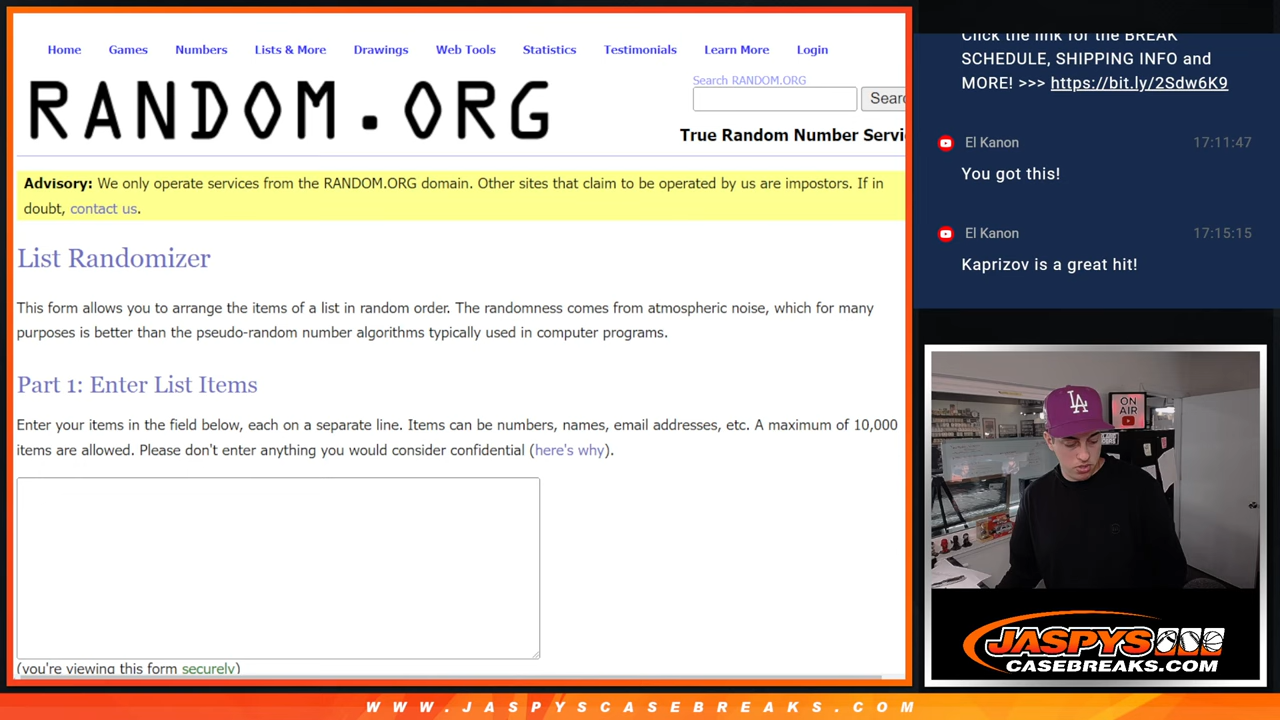 Home Games Numbers Lists & More Drawings Web Tools Statistics Testimonials Learn More Login
RANDOM.ORG
Search RANDOM.ORG
Searc
True Random Number Servi
Advisory: We only operate services from the RANDOM.ORG domain. Other sites that claim to be operated by us are impostors. If in
doubt, contact us.
List Randomizer
This form allows you to arrange the items of a list in random order. The randomness comes from atmospheric noise, which for many
purposes is better than the pseudo-random number algorithms typically used in computer programs.
Part 1: Enter List Items
Enter your items in the field below, each on a separate line. Items can be numbers, names, email addresses, etc. A maximum of 10,000
items are allowed. Please don't enter anything you would consider confidential (here's why).
(you're viewing this form securely)
Click the link for the BREAK
SCHEDULE, SHIPPING INFO and
MORE! >>> https://bit.ly/2Sdw6K9
El Kanon 17:11:47
You got this!
El Kanon 17:15:15
Kaprizov is a great hit!
LA
ON
AIR
JASPYS
CASEBREAKS.COM
WWW.JASPYSCASEBREAKS.COM